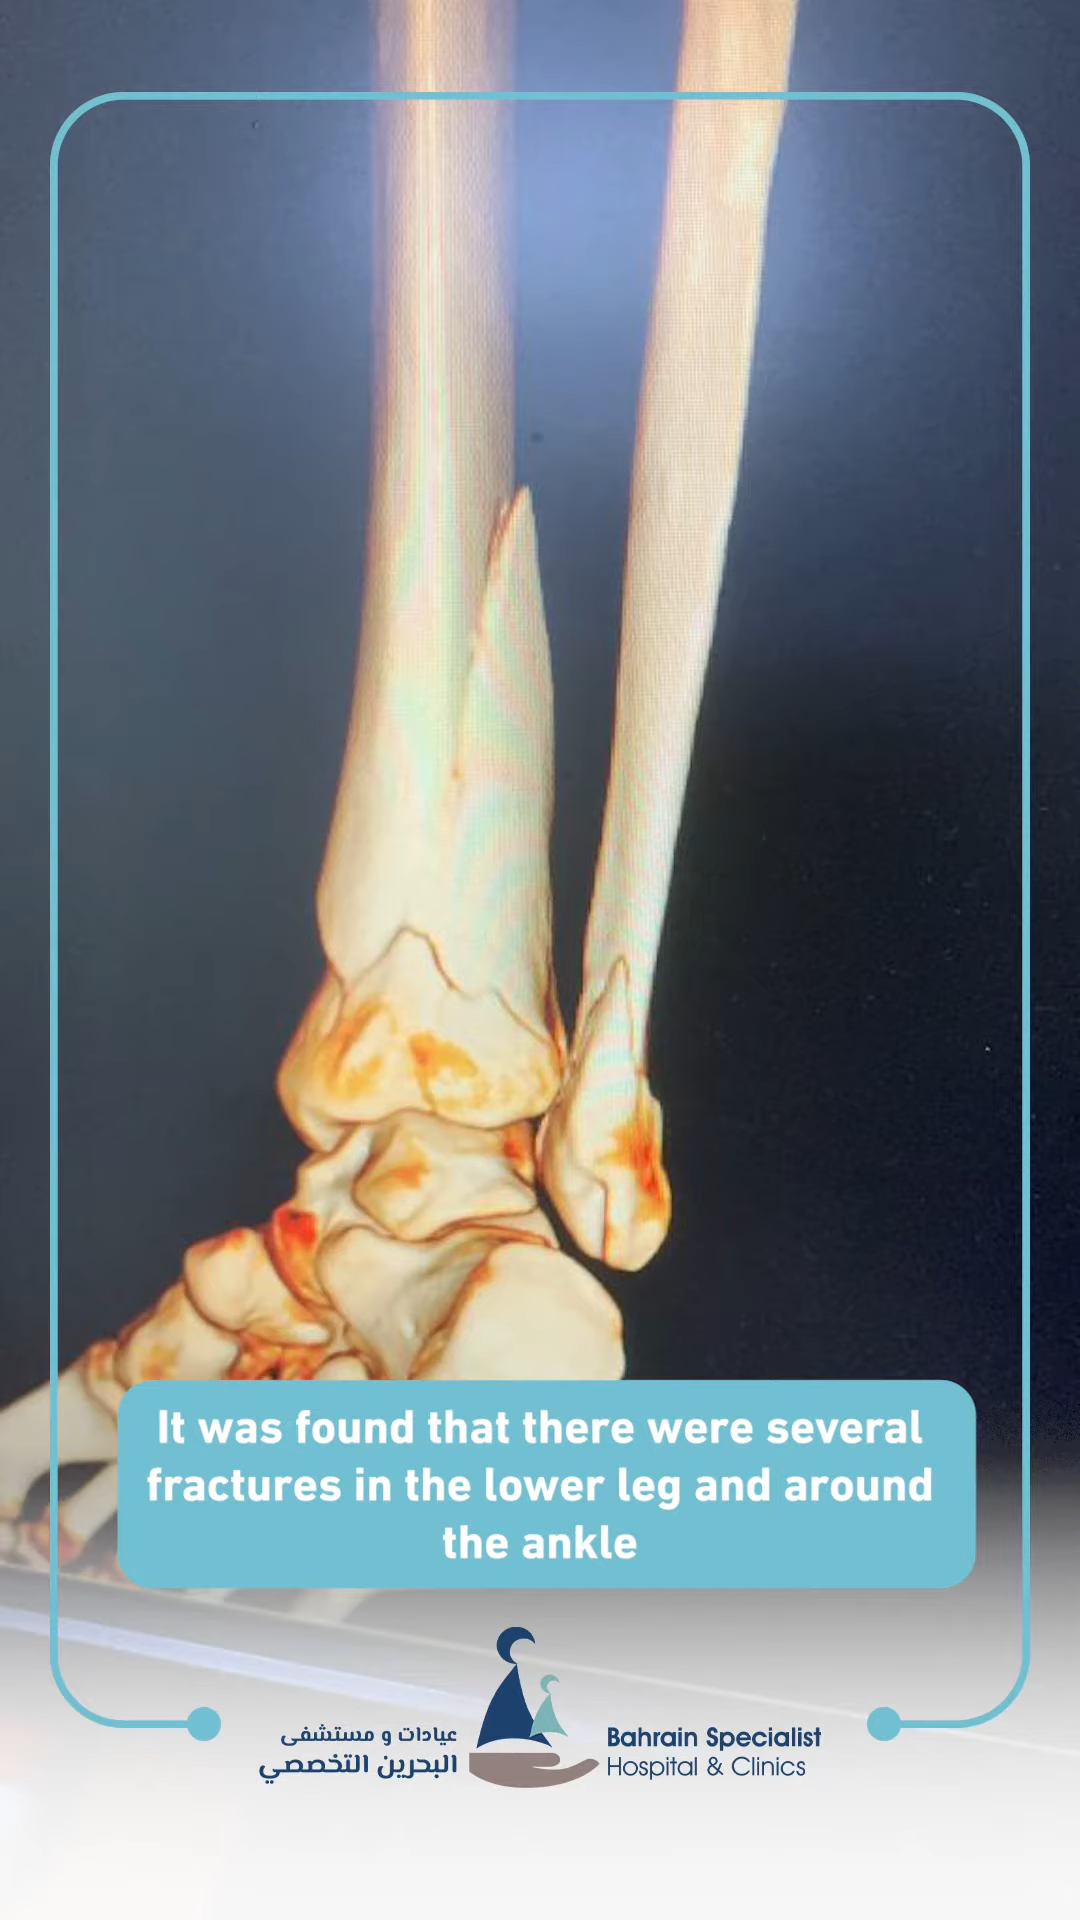 It was found that there were several
fractures in the lower leg and around
the ankle
عيادات و مستشفى
البحرين التخصصي
Bahrain Specialist
Hospital & Clinics